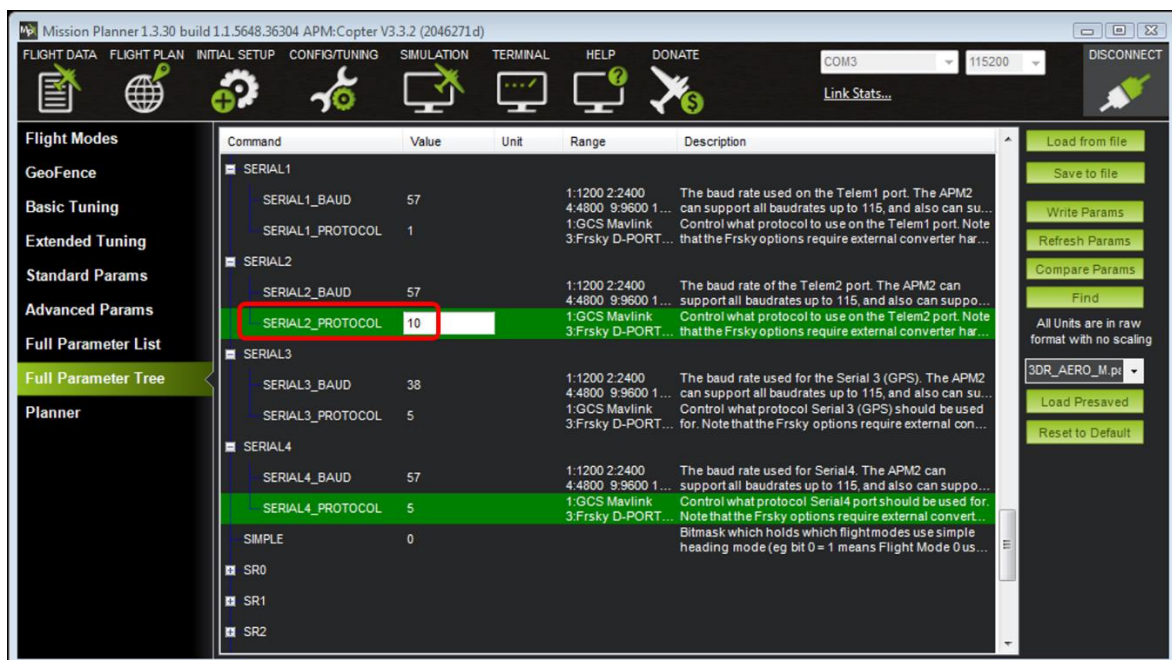 Mission Planner 1.3.30 build 1.1.5648.36304 APM:Copter V3.3.2 (2046271d)
FLIGHT DATA FLIGHT PLAN INITIAL SETUP CONFIG/TUNING SIMULATION TERMINAL HELP DONATE
COM3 115200 DISCONNECT
Link Stats...
Flight Modes
GeoFence
Basic Tuning
Extended Tuning
Standard Params
Advanced Params
Full Parameter List
Full Parameter Tree
Planner
Command Value Unit Range Description
SERIAL1
SERIAL1_BAUD 57 1:1200 2:2400 The baud rate used on the Telem1 port. The APM2
4:4800 9:9600 1... can support all baudrates up to 115, and also can su...
SERIAL1_PROTOCOL 1 1:GCS Mavlink Control what protocol to use on the Telem1 port. Note
3:Frsky D-PORT... that the Frsky options require external converter har...
SERIAL2
SERIAL2_BAUD 57 1:1200 2:2400 The baud rate of the Telem2 port. The APM2 can
4:4800 9:9600 1... support all baudrates up to 115, and also can suppo...
SERIAL2_PROTOCOL 10 1:GCS Mavlink Control what protocol to use on the Telem2 port. Note
3:Frsky D-PORT... that the Frsky options require external converter har...
SERIAL3
SERIAL3_BAUD 38 1:1200 2:2400 The baud rate used for the Serial 3 (GPS). The APM2
4:4800 9:9600 1... can support all baudrates up to 115, and also can su...
SERIAL3_PROTOCOL 5 1:GCS Mavlink Control what protocol Serial 3 (GPS) should be used
3:Frsky D-PORT... for. Note that the Frsky options require external con...
SERIAL4
SERIAL4_BAUD 57 1:1200 2:2400 The baud rate used for Serial4. The APM2 can
4:4800 9:9600 1... support all baudrates up to 115, and also can suppo...
SERIAL4_PROTOCOL 5 1:GCS Mavlink Control what protocol Serial4 port should be used for.
3:Frsky D-PORT... Note that the Frsky options require external convert...
SIMPLE 0 Bitmask which holds which flight modes use simple
heading mode (eg bit 0 = 1 means Flight Mode 0 us...
SR0
SR1
SR2
Load from file
Save to file
Write Params
Refresh Params
Compare Params
Find
All Units are in raw
format with no scaling
3DR_AERO_M.pa
Load Presaved
Reset to Default